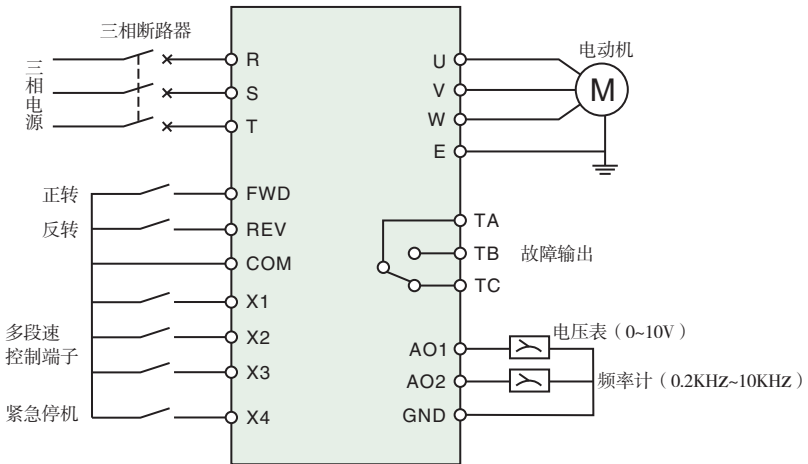 三相断路器
三相电源
R
S
T
正转
反转
FWD
REV
COM
X1
多段速
控制端子
X2
X3
紧急停机
X4
U
V
W
E
电动机
M
TA
TB
TC
故障输出
AO1
电压表（0~10V）
AO2
频率计（0.2KHz~10KHz）
GND